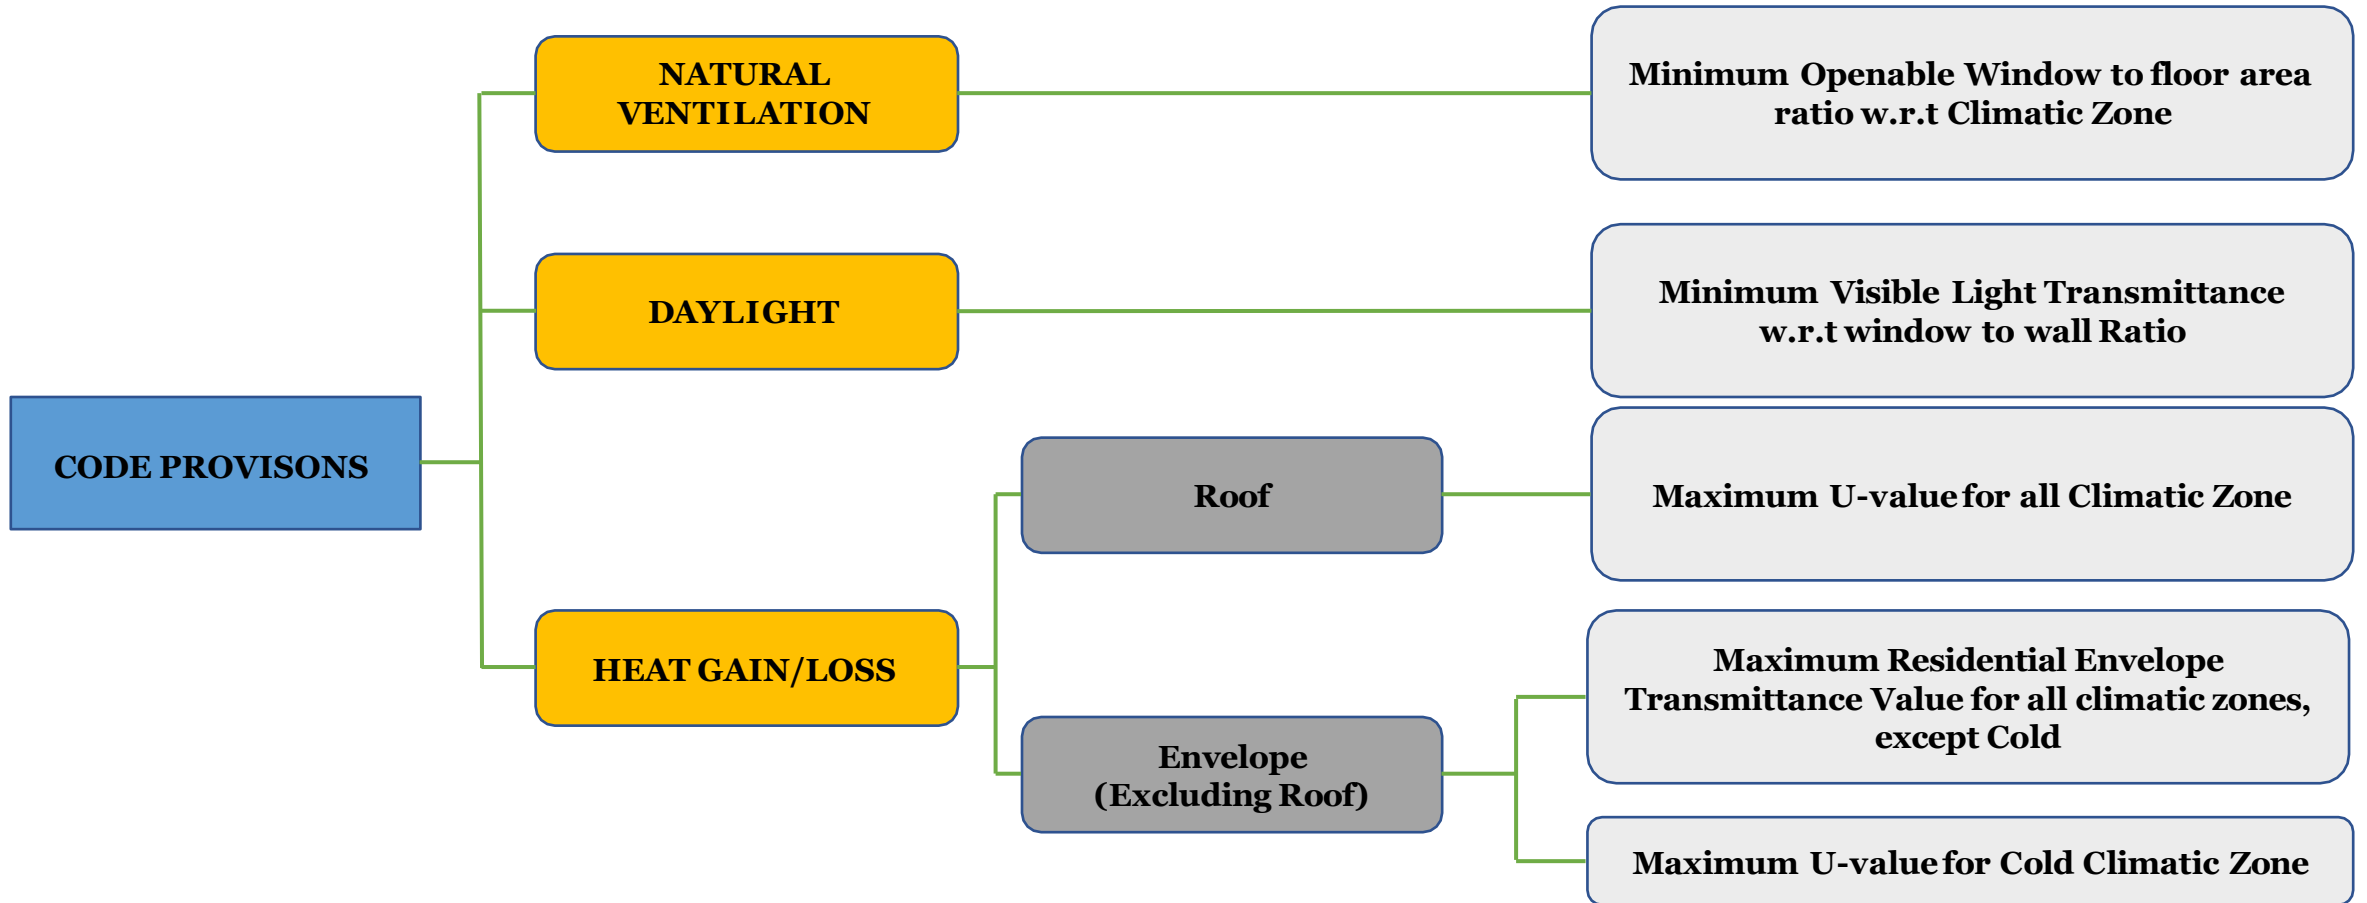 NATURAL
VENTILATION
Minimum Openable Window to floor area
ratio w.r.t Climatic Zone
DAYLIGHT
Minimum Visible Light Transmittance
w.r.t window to wall Ratio
CODE PROVISONS
Roof
Maximum U-value for all Climatic Zone
HEAT GAIN/LOSS
Maximum Residential Envelope
Transmittance Value for all climatic zones,
except Cold
Envelope
(Excluding Roof)
Maximum U-value for Cold Climatic Zone